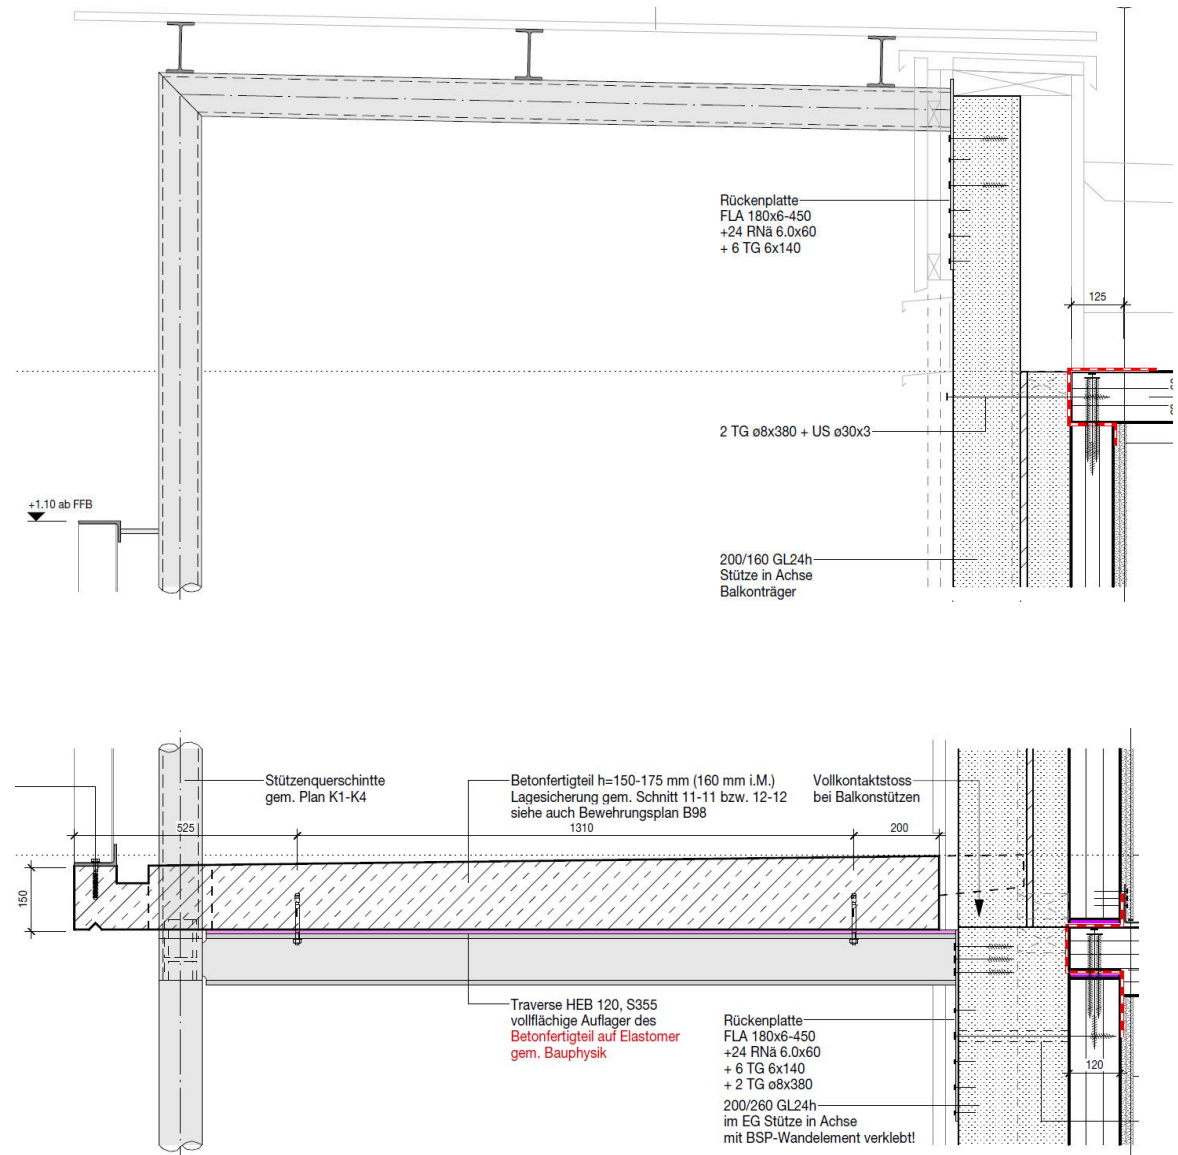 Rückenplatte
FLA 180x6-450
+24 RNä 6.0x60
+ 6 TG 6x140
125
2 TG ø8x380 + US ø30x3
+1.10 ab FFB
200/160 GL24h
Stütze in Achse
Balkonträger
Stützenquerschintte
gem. Plan K1-K4
Betonfertigteil h=150-175 mm (160 mm i.M.)
Lagesicherung gem. Schnitt 11-11 bzw. 12-12
siehe auch Bewehrungsplan B98
Vollkontaktstoss
bei Balkonstützen
525
1310
200
150
Traverse HEB 120, S355
vollflächige Auflager des
Betonfertigteil auf Elastomer
gem. Bauphysik
Rückenplatte
FLA 180x6-450
+24 RNä 6.0x60
+ 6 TG 6x140
+ 2 TG ø8x380
120
200/260 GL24h
im EG Stütze in Achse
mit BSP-Wandelement verklebt!